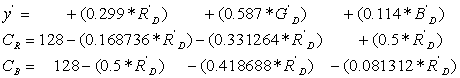 y' = + (0.299*R'D) + (0.587*G'D) + (0.114*B'D)
CR = 128 - (0.168736*R'D) - (0.331264*R'D) + (0.5*R'D)
CB = 128 - (0.5*R'D) - (0.418688*R'D) - (0.081312*R'D)